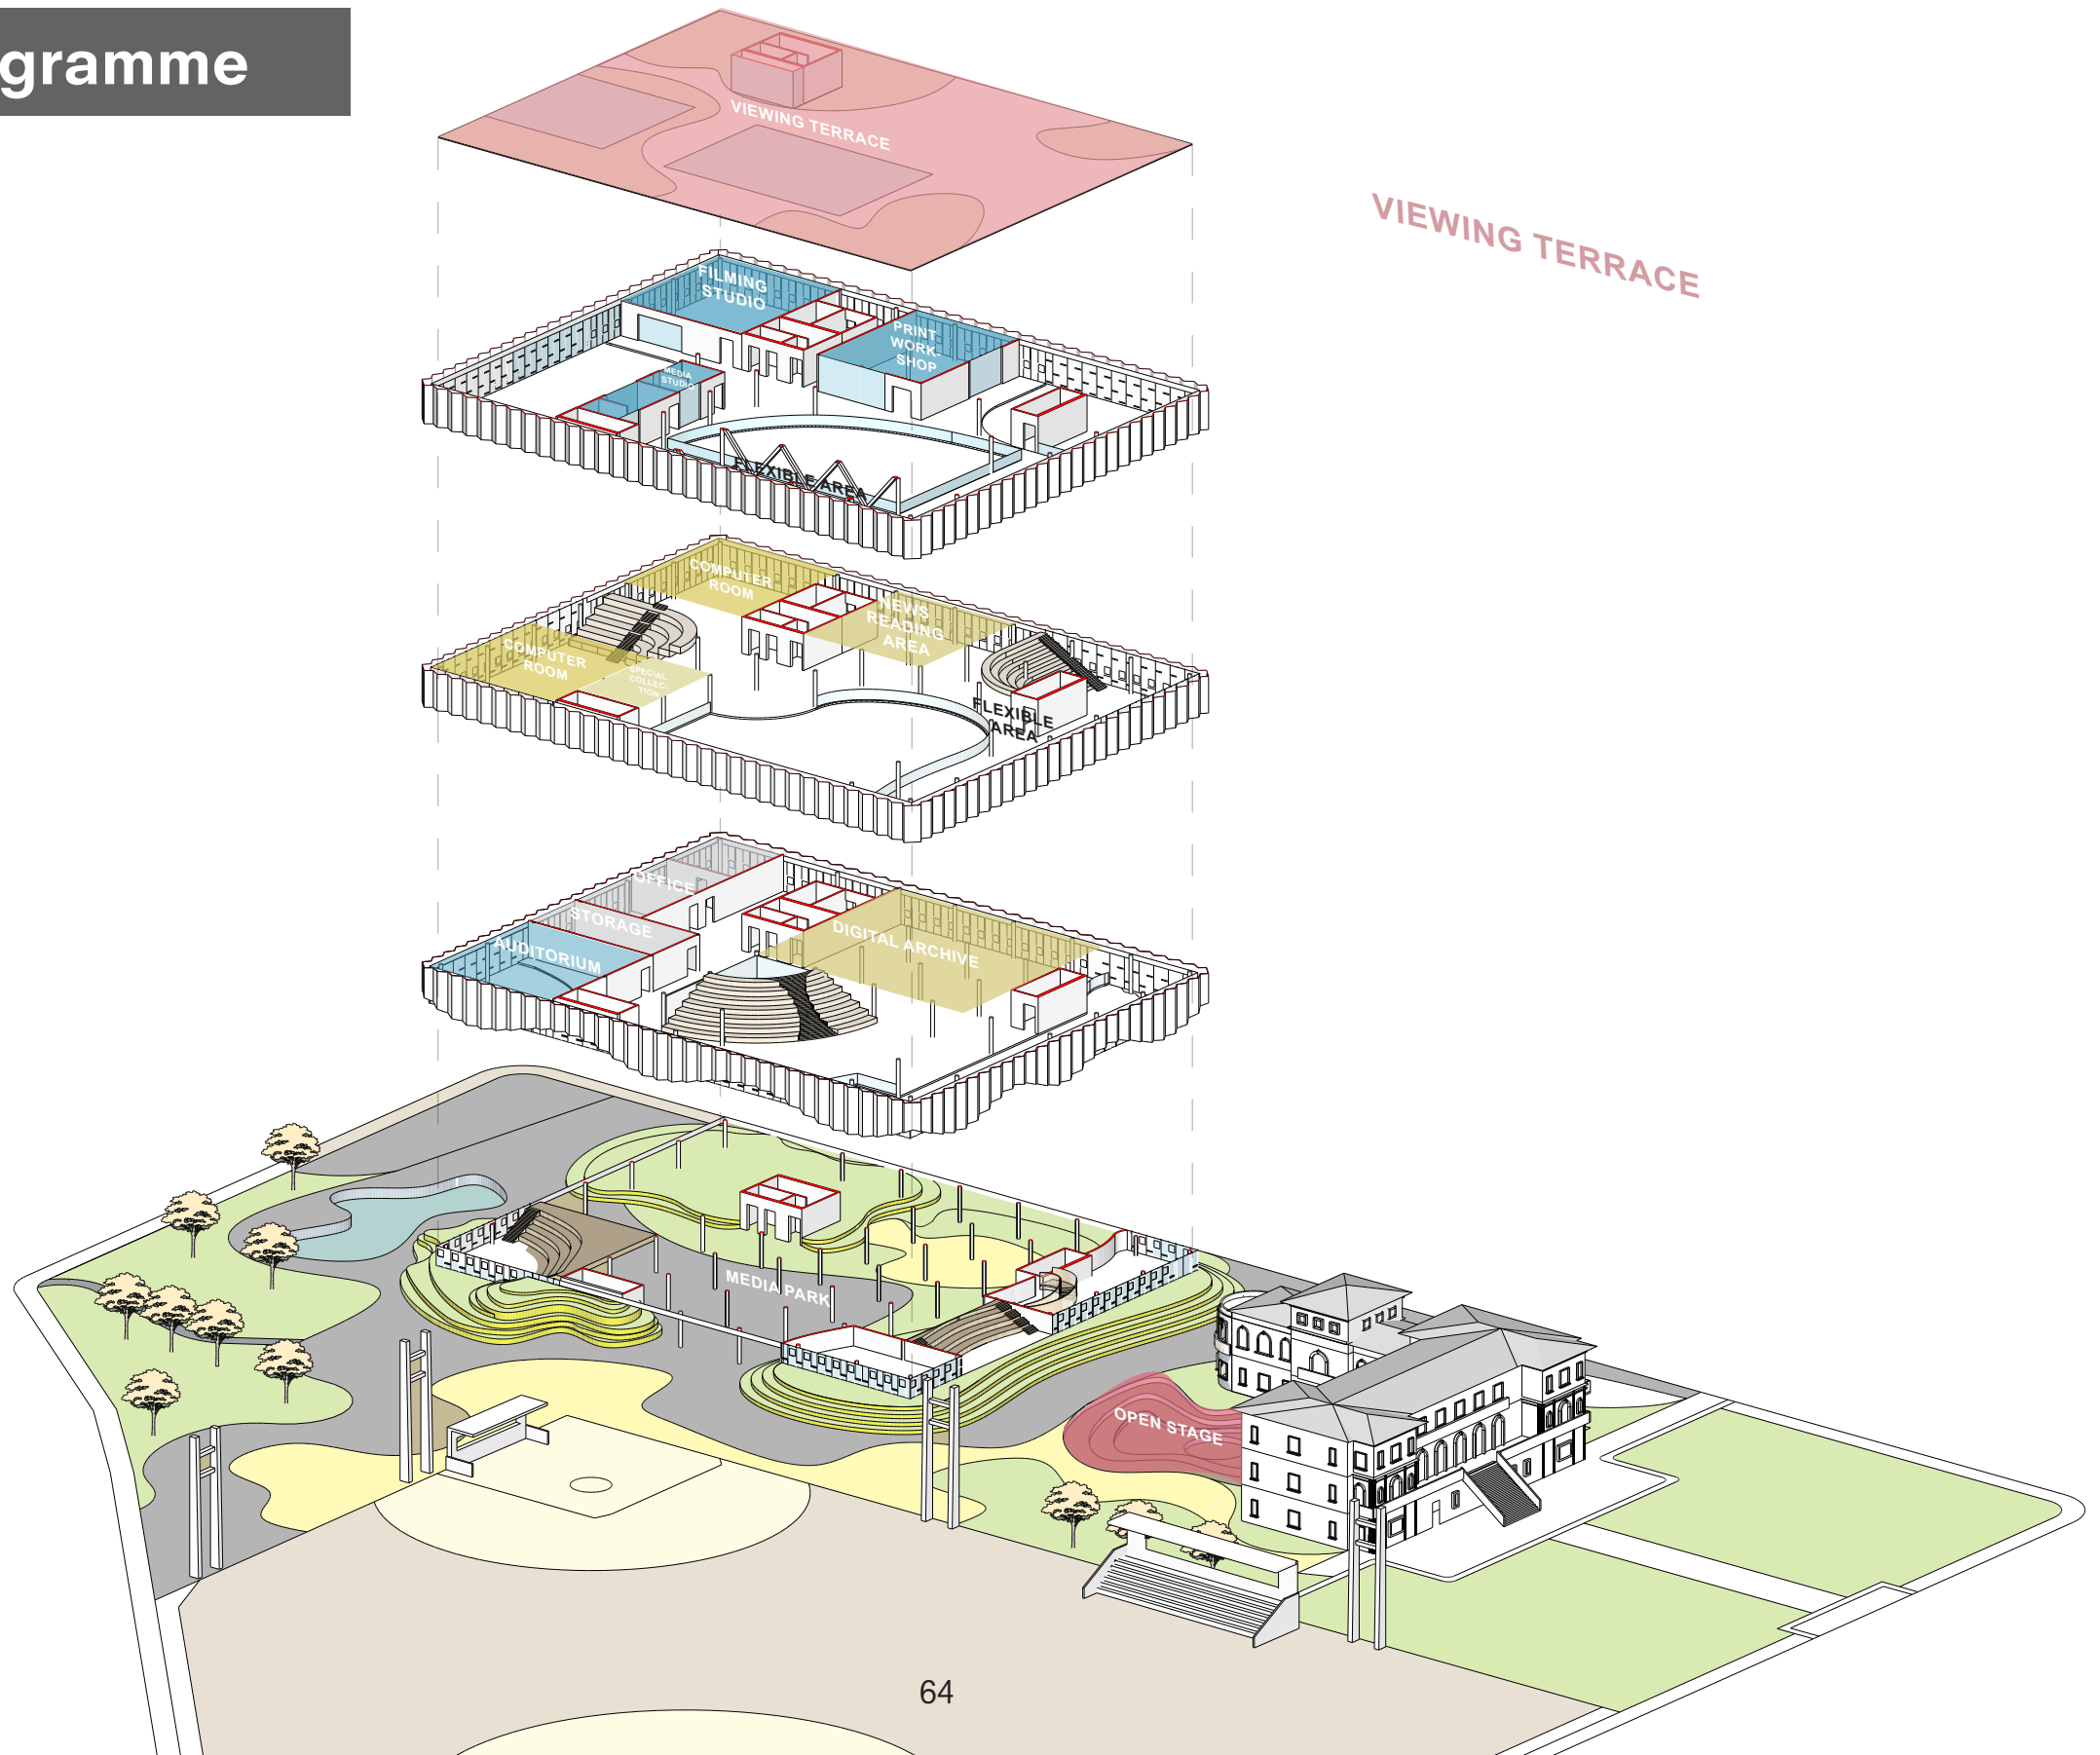 gramme
VIEWING TERRACE
VIEWING TERRACE
FILMING
STUDIO
PRINT
WORK-
SHOP
MEDIA
STUDIO
FLEXIBLE AREA
COMPUTER
ROOM
NEWS
READING
AREA
COMPUTER
ROOM
SPECIAL
COLLEC-
TION
FLEXIBLE
AREA
OFFICE
STORAGE
AUDITORIUM
DIGITAL ARCHIVE
MEDIA PARK
OPEN STAGE
64